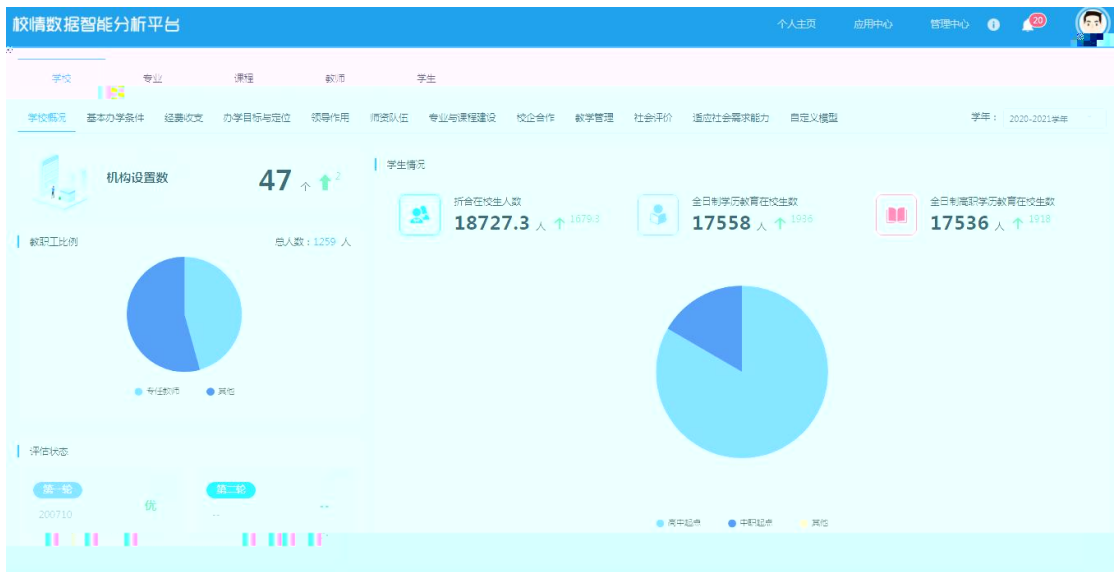 校情数据智能分析平台 个人主页 应用中心 管理中心 20
学校 专业 课程 教师 学生
学校概况 基本办学条件 经费收支 办学目标与定位 领导作用 师资队伍 专业与课程建设 校企合作 教学管理 社会评价 适应社会需求能力 自定义模型 学年： 2020-2021学年
机构设置数 47 个 2
教职工比例 总人数：1259 人
专任教师 其他
评估状态
第一轮 优
200710
第二轮 --
--
学生情况
折合在校生人数
18727.3 人 1679.3
全日制学历教育在校生数
17558 人 1936
全日制高职学历教育在校生数
17536 人 1918
高中起点 中职起点 其他